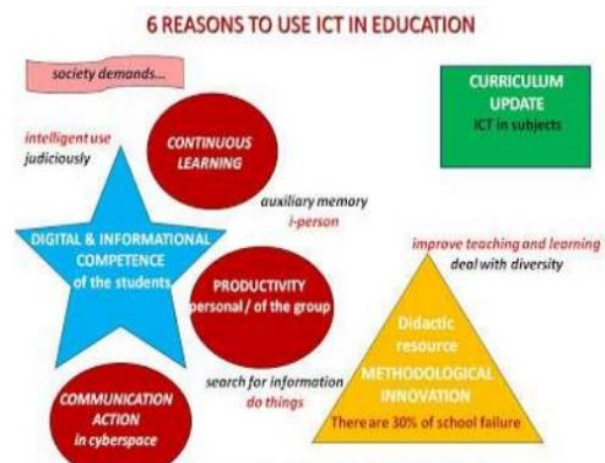 6 REASONS TO USE ICT IN EDUCATION
society demands...
CURRICULUM
UPDATE
ICT in subjects
intelligent use
judiciously
CONTINUOUS
LEARNING
auxiliary memory
i-person
DIGITAL & INFORMATIONAL
COMPETENCE
of the students
PRODUCTIVITY
personal / of the group
improve teaching and learning
deal with diversity
Didactic
resource
METHODOLOGICAL
INNOVATION
There are 30% of school failure
search for information
do things
COMMUNICATION
ACTION
in cyberspace